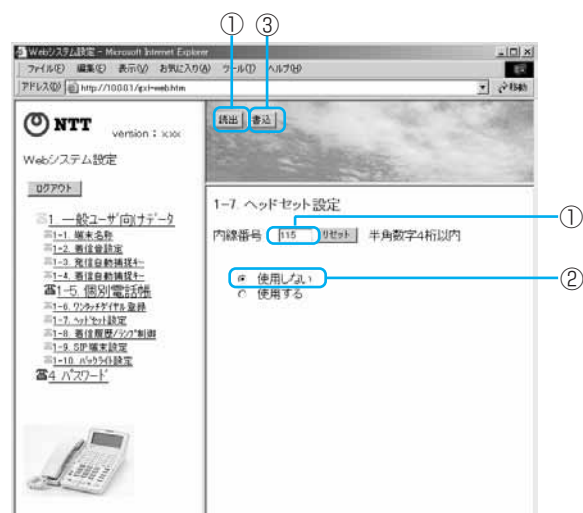 ① ③
Webシステム設定 - Microsoft Internet Explorer
ファイル(F) 編集(E) 表示(V) お気に入り(A) ツール(T) ヘルプ(H)
アドレス(D) http://10.0.0.1/gxl-web.htm 移動
NTT version : x.xx
読出 書込
Webシステム設定
ログアウト
1. 一般ユーザ向けデータ
1-1. 端末名称
1-2. 着信音設定
1-3. 発信自動捕捉キー
1-4. 着信自動捕捉キー
1-5. 個別電話帳
1-6. ワンタッチダイヤル登録
1-7. ヘッドセット設定
1-8. 着信履歴/ランプ制御
1-9. SIP端末設定
1-10. バックライト設定
4. パスワード
1-7. ヘッドセット設定
内線番号 115 リセット 半角数字4桁以内 ①
使用しない ②
使用する